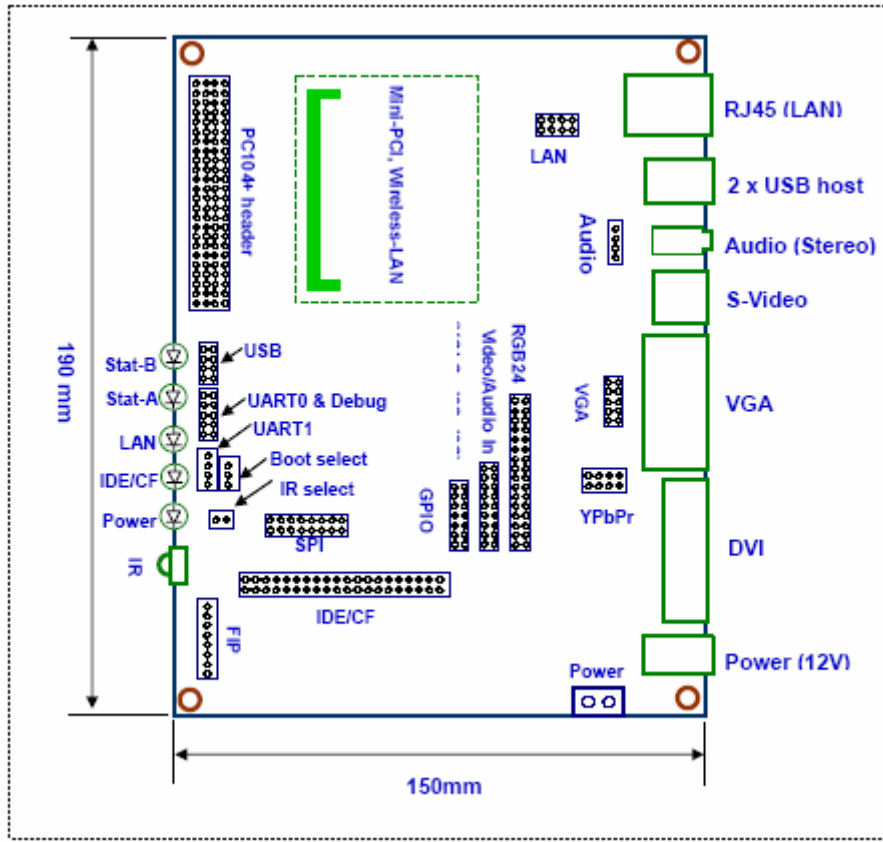 RJ45 (LAN)
LAN
PC104+ header
Mini-PCI, Wireless-LAN
2 x USB host
Audio
Audio (Stereo)
S-Video
190 mm
Stat-B
USB
Video/Audio In
RGB24
VGA
VGA
Stat-A
UART0 & Debug
UART1
LAN
Boot select
IDE/CF
IR select
GPIO
YPbPr
Power
SPI
DVI
IR
IDE/CF
FIP
Power
Power (12V)
150mm